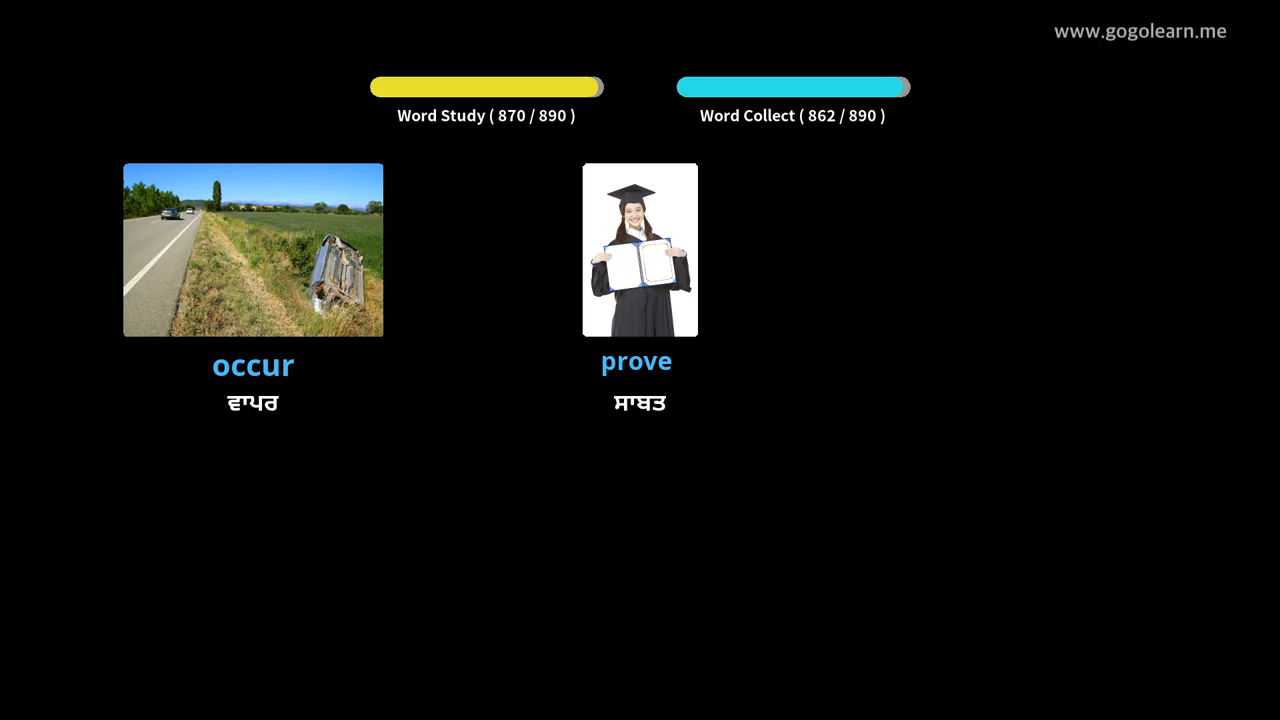 www.gogolearn.me
Word Study ( 870 / 890 )
Word Collect ( 862 / 890 )
occur
ਵਾਪਰ
prove
ਸਾਬਤ